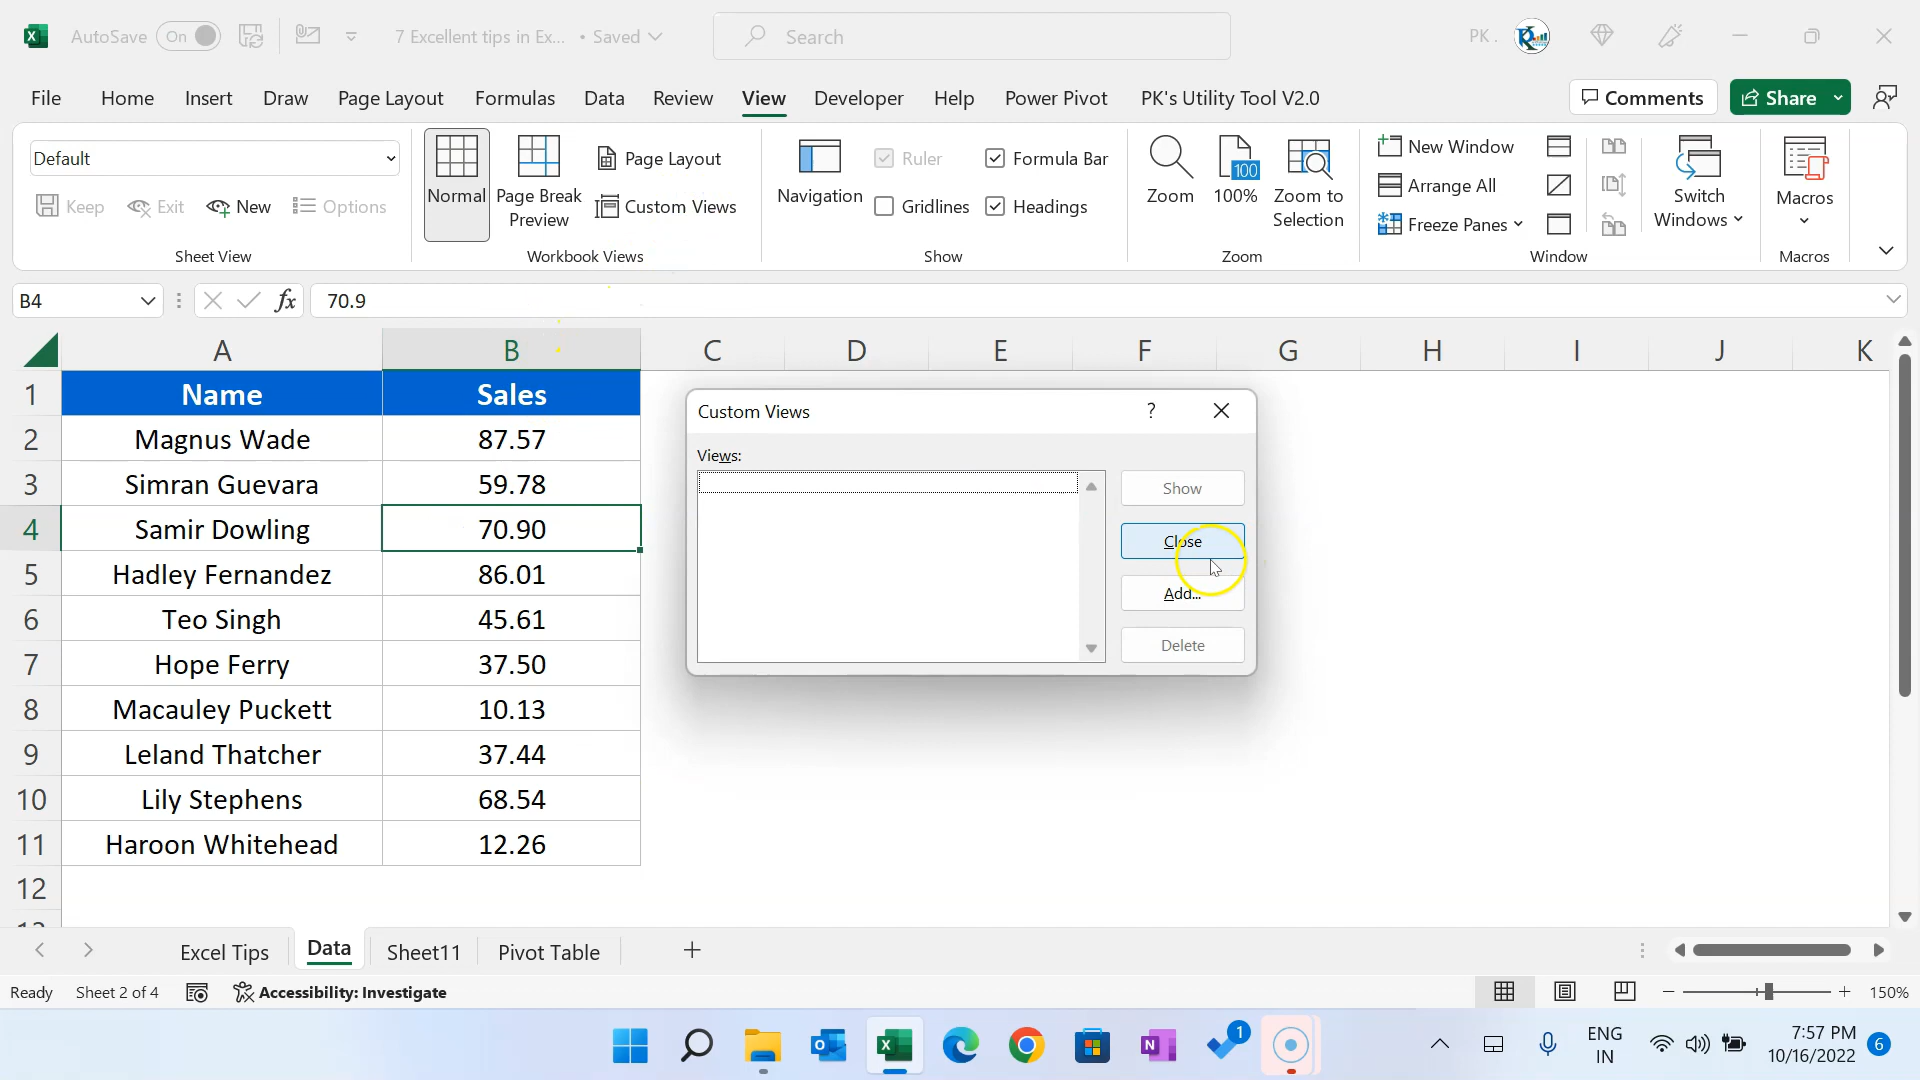 AutoSave On 7 Excellent tips in Ex... • Saved Search PK .
File Home Insert Draw Page Layout Formulas Data Review View Developer Help Power Pivot PK's Utility Tool V2.0 Comments Share
Default
Keep Exit New Options
Sheet View
Normal
Page Break Preview
Page Layout
Custom Views
Workbook Views
Navigation
Ruler Formula Bar
Gridlines Headings
Show
Zoom
100
100%
Zoom to Selection
Zoom
New Window
Arrange All
Freeze Panes
Switch Windows
Window
Macros
Macros
B4 fx 70.9
A B C D E F G H I J K
1 Name Sales
2 Magnus Wade 87.57
3 Simran Guevara 59.78
4 Samir Dowling 70.90
5 Hadley Fernandez 86.01
6 Teo Singh 45.61
7 Hope Ferry 37.50
8 Macauley Puckett 10.13
9 Leland Thatcher 37.44
10 Lily Stephens 68.54
11 Haroon Whitehead 12.26
12
Custom Views ?
Views:
Show
Close
Add...
Delete
Excel Tips Data Sheet11 Pivot Table
Ready Sheet 2 of 4 Accessibility: Investigate 150%
1
ENG
IN
7:57 PM
10/16/2022
6